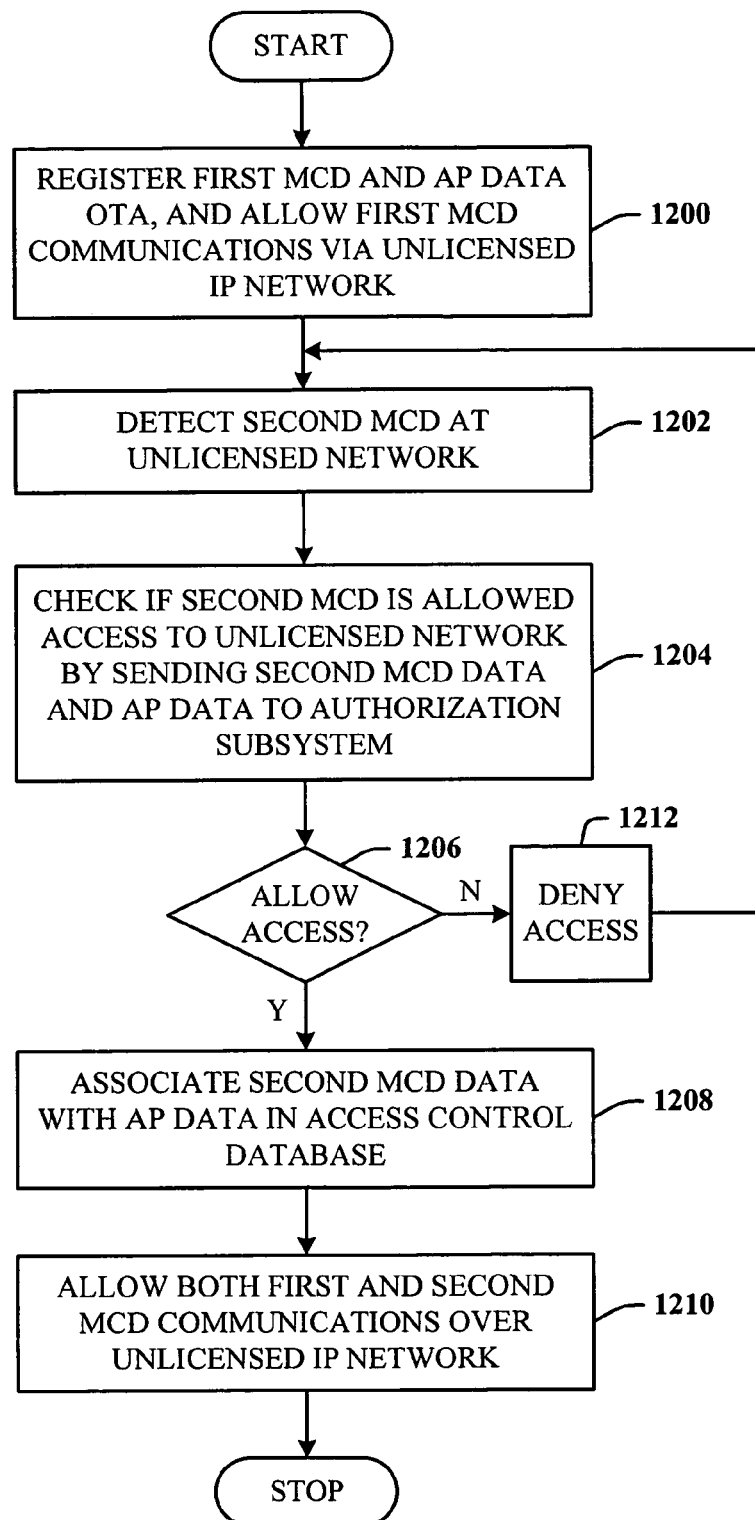 START
REGISTER FIRST MCD AND AP DATA
OTA, AND ALLOW FIRST MCD
COMMUNICATIONS VIA UNLICENSED
IP NETWORK
1200
DETECT SECOND MCD AT
UNLICENSED NETWORK
1202
CHECK IF SECOND MCD IS ALLOWED
ACCESS TO UNLICENSED NETWORK
BY SENDING SECOND MCD DATA
AND AP DATA TO AUTHORIZATION
SUBSYSTEM
1204
1206
ALLOW
ACCESS?
N
1212
DENY
ACCESS
Y
ASSOCIATE SECOND MCD DATA
WITH AP DATA IN ACCESS CONTROL
DATABASE
1208
ALLOW BOTH FIRST AND SECOND
MCD COMMUNICATIONS OVER
UNLICENSED IP NETWORK
1210
STOP